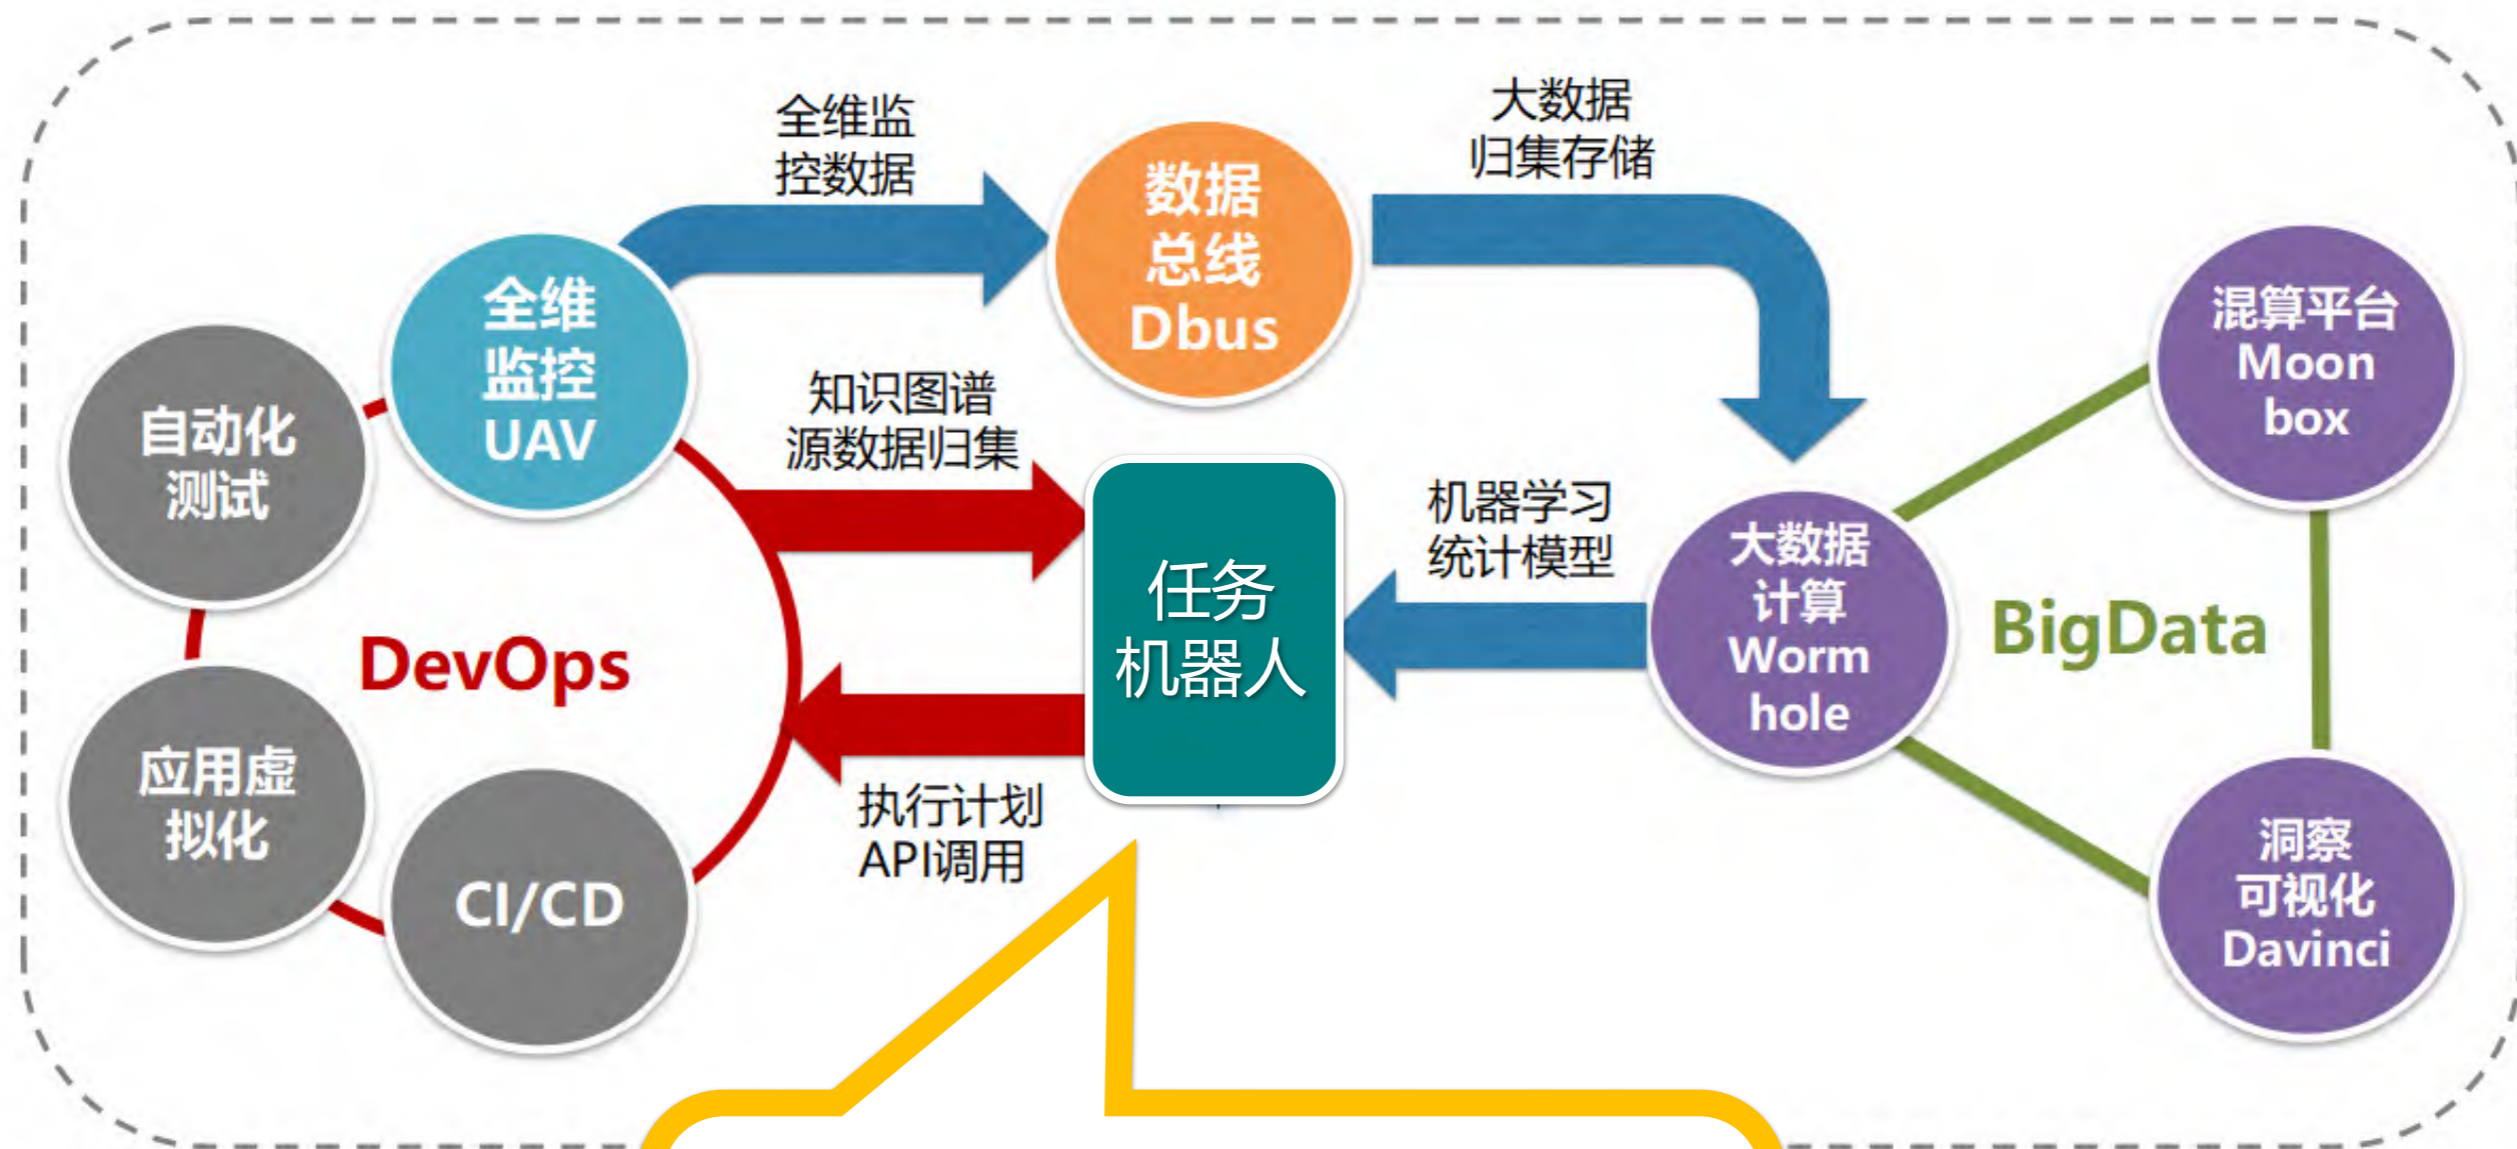 全维监
控数据
大数据
归集存储
数据
总线
Dbus
全维
监控
UAV
混算平台
Moon
box
自动化
测试
知识图谱
源数据归集
机器学习
统计模型
任务
机器人
大数据
计算
Worm
hole
BigData
DevOps
应用虚
拟化
执行计划
API调用
CI/CD
洞察
可视化
Davinci